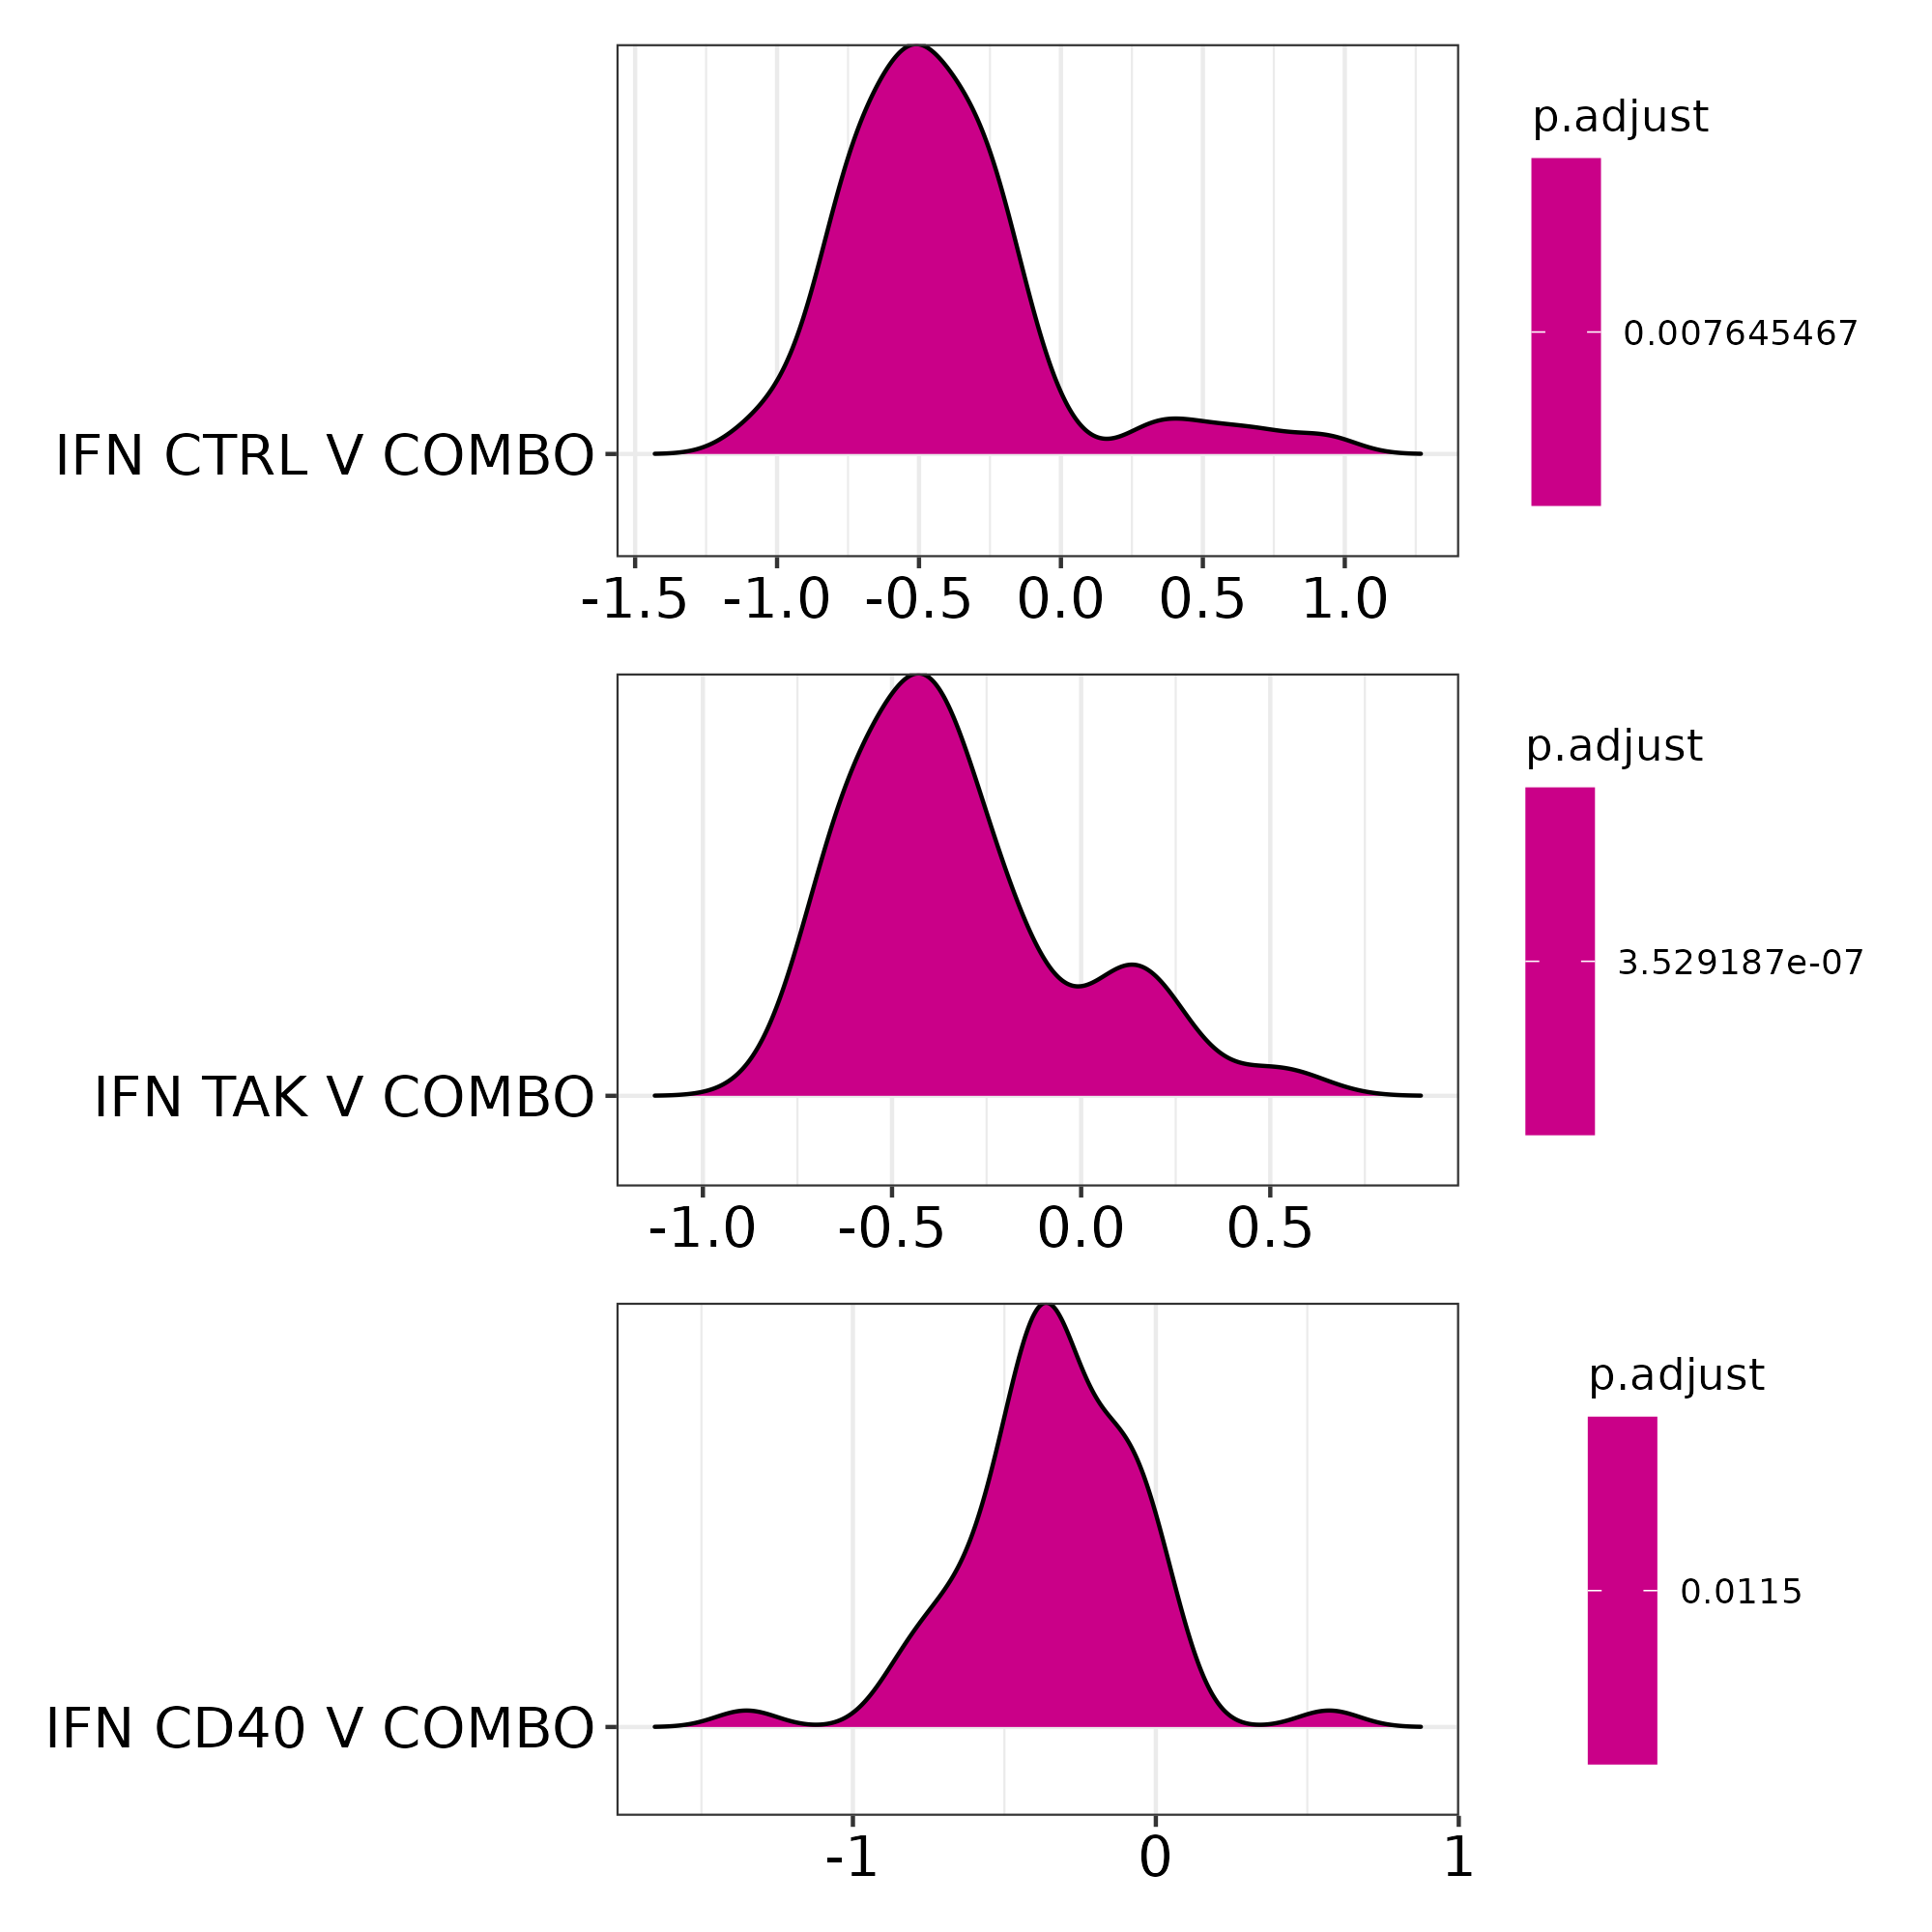 p.adjust
0.007645467
IFN CTRL V COMBO
-1.5 -1.0 -0.5 0.0 0.5 1.0
p.adjust
3.529187e-07
IFN TAK V COMBO
-1.0 -0.5 0.0 0.5
p.adjust
0.0115
IFN CD40 V COMBO
-1 0 1